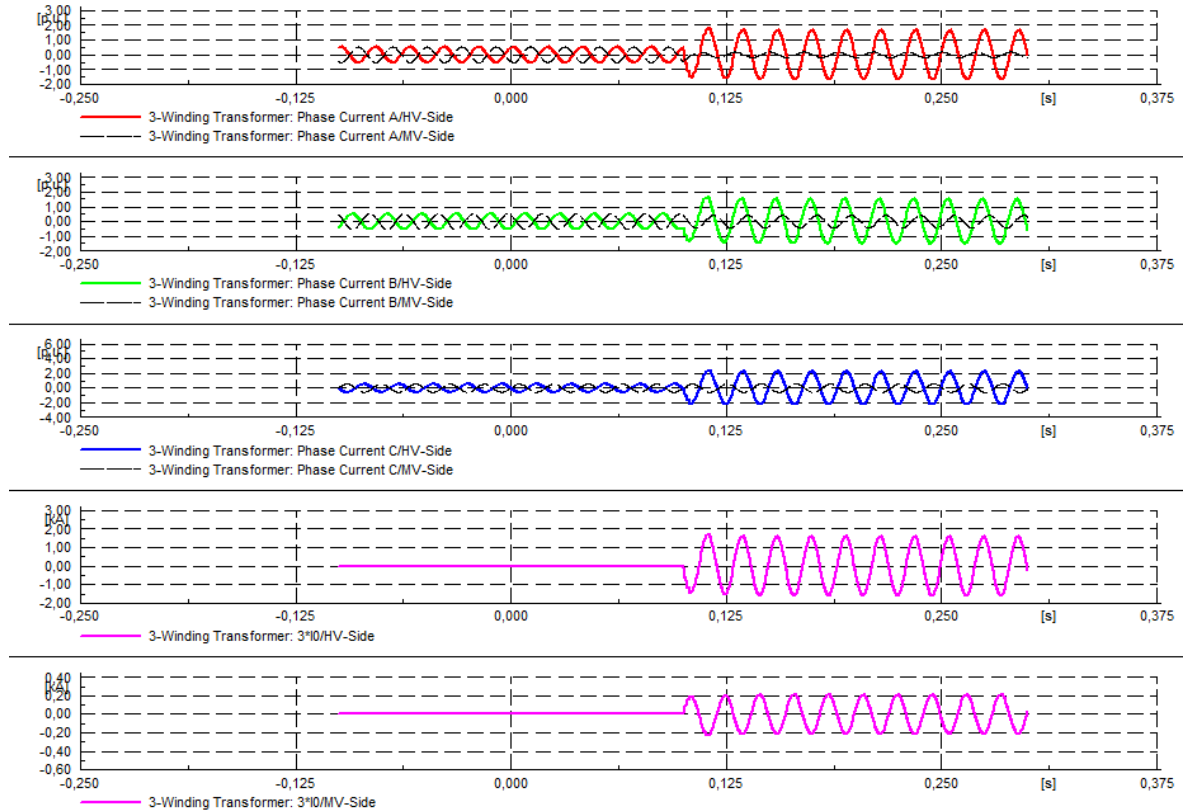 3,00
[p.u.]
2,00
1,00
0,00
-1,00
-2,00
-0,250 -0,125 0,000 0,125 0,250 [s] 0,375
3-Winding Transformer: Phase Current A/HV-Side
3-Winding Transformer: Phase Current A/MV-Side
3,00
[p.u.]
2,00
1,00
0,00
-1,00
-2,00
-0,250 -0,125 0,000 0,125 0,250 [s] 0,375
3-Winding Transformer: Phase Current B/HV-Side
3-Winding Transformer: Phase Current B/MV-Side
6,00
[p.u.]
4,00
2,00
0,00
-2,00
-4,00
-0,250 -0,125 0,000 0,125 0,250 [s] 0,375
3-Winding Transformer: Phase Current C/HV-Side
3-Winding Transformer: Phase Current C/MV-Side
3,00
[kA]
2,00
1,00
0,00
-1,00
-2,00
-0,250 -0,125 0,000 0,125 0,250 [s] 0,375
3-Winding Transformer: 3*I0/HV-Side
0,40
[kA]
0,20
0,00
-0,20
-0,40
-0,60
-0,250 -0,125 0,000 0,125 0,250 [s] 0,375
3-Winding Transformer: 3*I0/MV-Side